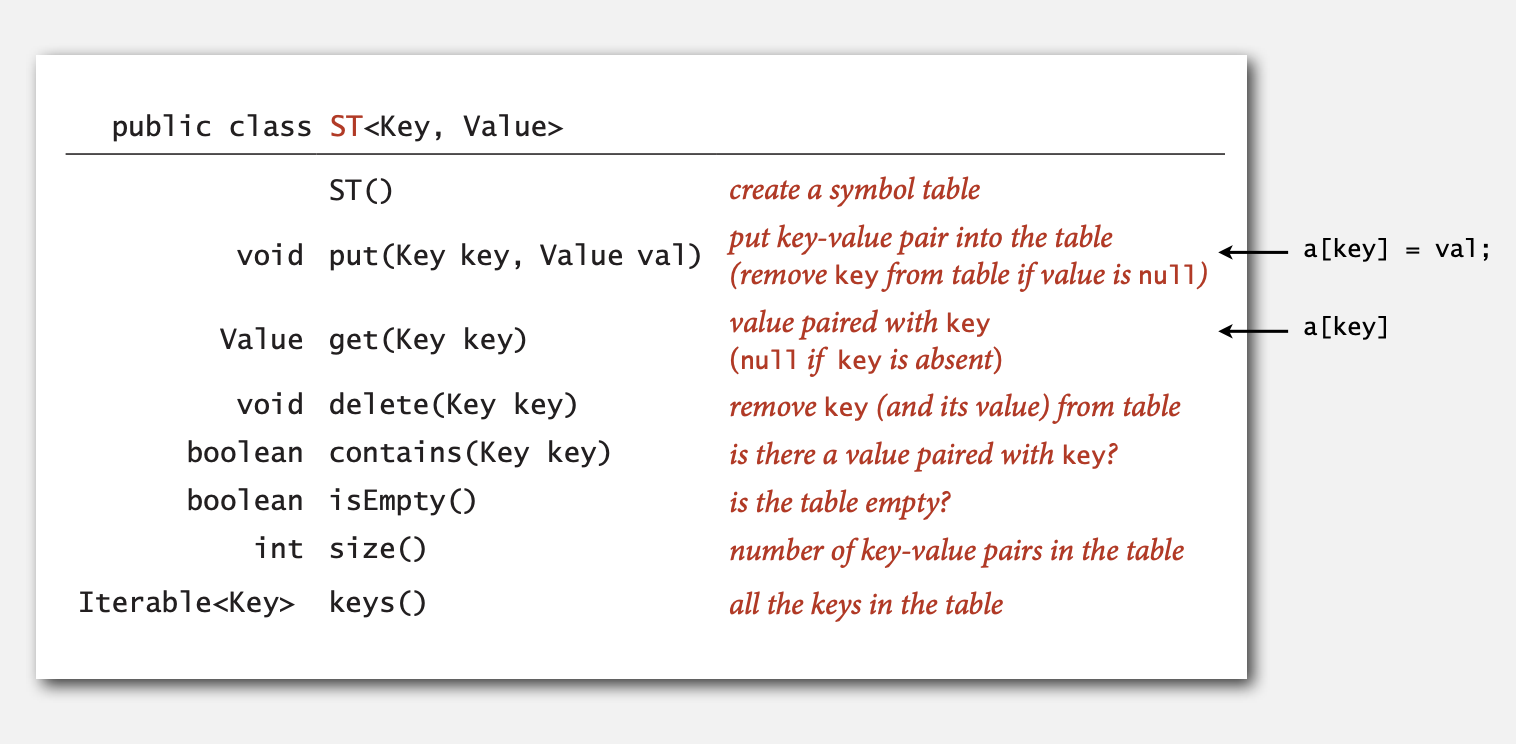 public class ST<Key, Value>
ST() create a symbol table
void put(Key key, Value val) put key-value pair into the table
(remove key from table if value is null)
a[key] = val;
Value get(Key key) value paired with key
(null if key is absent)
a[key]
void delete(Key key) remove key (and its value) from table
boolean contains(Key key) is there a value paired with key?
boolean isEmpty() is the table empty?
int size() number of key-value pairs in the table
Iterable<Key> keys() all the keys in the table